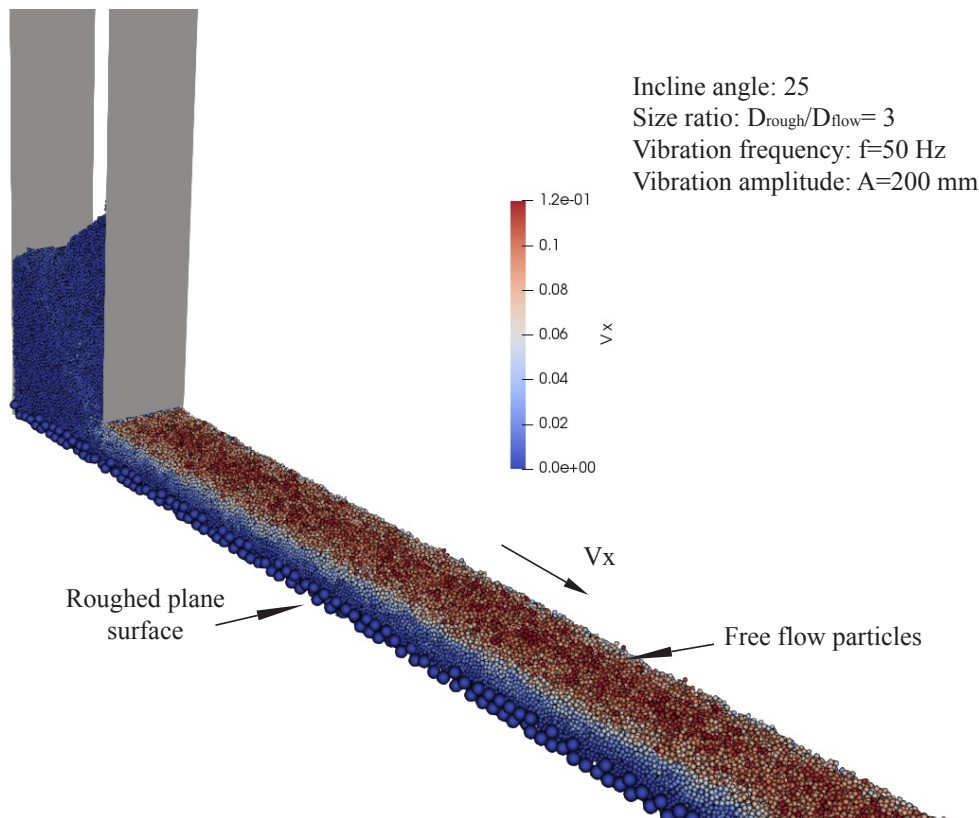 Incline angle: 25
Size ratio: Drough/Dflow= 3
Vibration frequency: f=50 Hz
Vibration amplitude: A=200 mm
1.2e-01
0.1
0.08
0.06
0.04
0.02
0.0e+00
Vx
Vx
Roughed plane
surface
Free flow particles